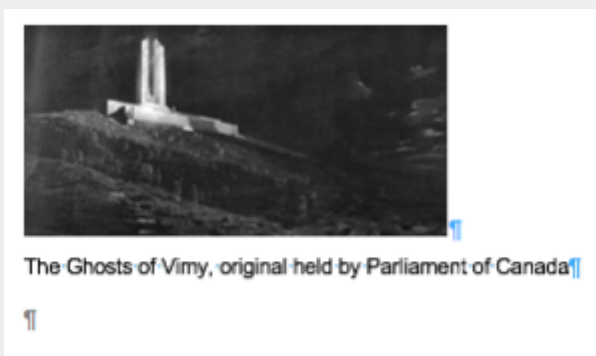 The Ghosts of Vimy, original held by Parliament of Canada